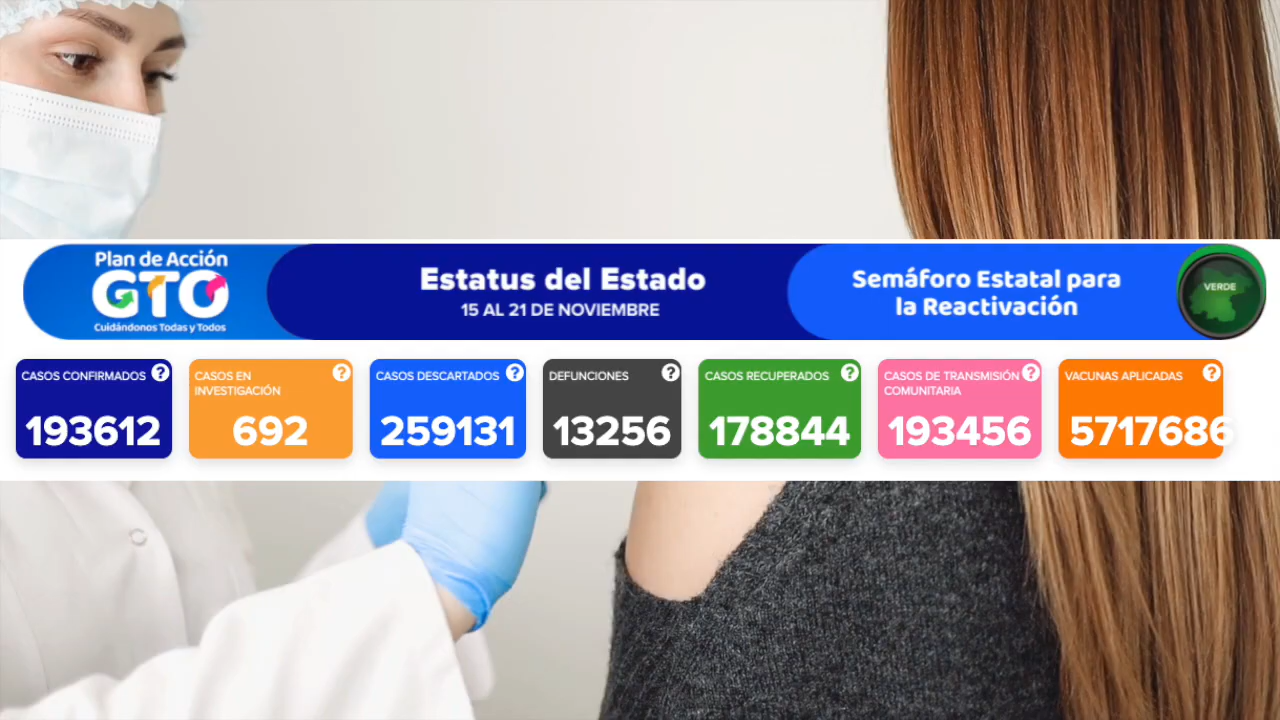 Plan de Acción
GTO
Cuidándonos Todas y Todos
Estatus del Estado
15 AL 21 DE NOVIEMBRE
Semáforo Estatal para
la Reactivación
VERDE
CASOS CONFIRMADOS ?
193612
CASOS EN ?
INVESTIGACIÓN
692
CASOS DESCARTADOS ?
259131
DEFUNCIONES ?
13256
CASOS RECUPERADOS ?
178844
CASOS DE TRANSMISIÓN ?
COMUNITARIA
193456
VACUNAS APLICADAS ?
5717686